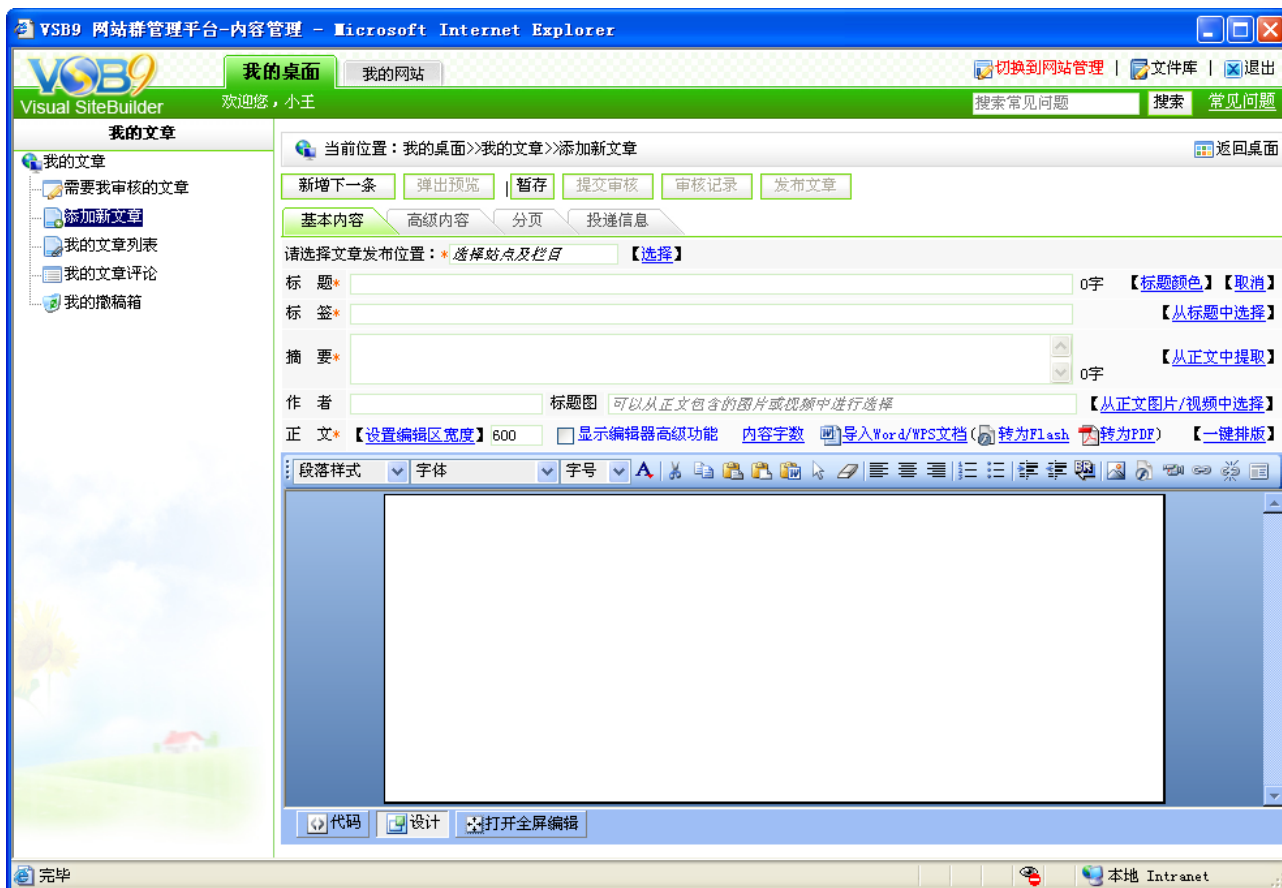 VSB9 网站群管理平台-内容管理 - Microsoft Internet Explorer
VSB9
Visual SiteBuilder
我的桌面 我的网站
切换到网站管理 | 文件库 | 退出
欢迎您，小王
搜索常见问题 搜索 常见问题
我的文章
我的文章
需要我审核的文章
添加新文章
我的文章列表
我的文章评论
我的撤稿箱
当前位置：我的桌面>>我的文章>>添加新文章 返回桌面
新增下一条 弹出预览 | 暂存 提交审核 审核记录 发布文章
基本内容 高级内容 分页 投递信息
请选择文章发布位置：* 选择站点及栏目 【选择】
标 题* 0字 【标题颜色】【取消】
标 签* 【从标题中选择】
摘 要* 0字 【从正文中提取】
作 者 标题图 可以从正文包含的图片或视频中进行选择 【从正文图片/视频中选择】
正 文* 【设置编辑区宽度】 600 显示编辑器高级功能 内容字数 导入Word/WPS文档(转为Flash 转为PDF) 【一键排版】
段落样式 字体 字号 A
代码 设计 打开全屏编辑
完毕 本地 Intranet